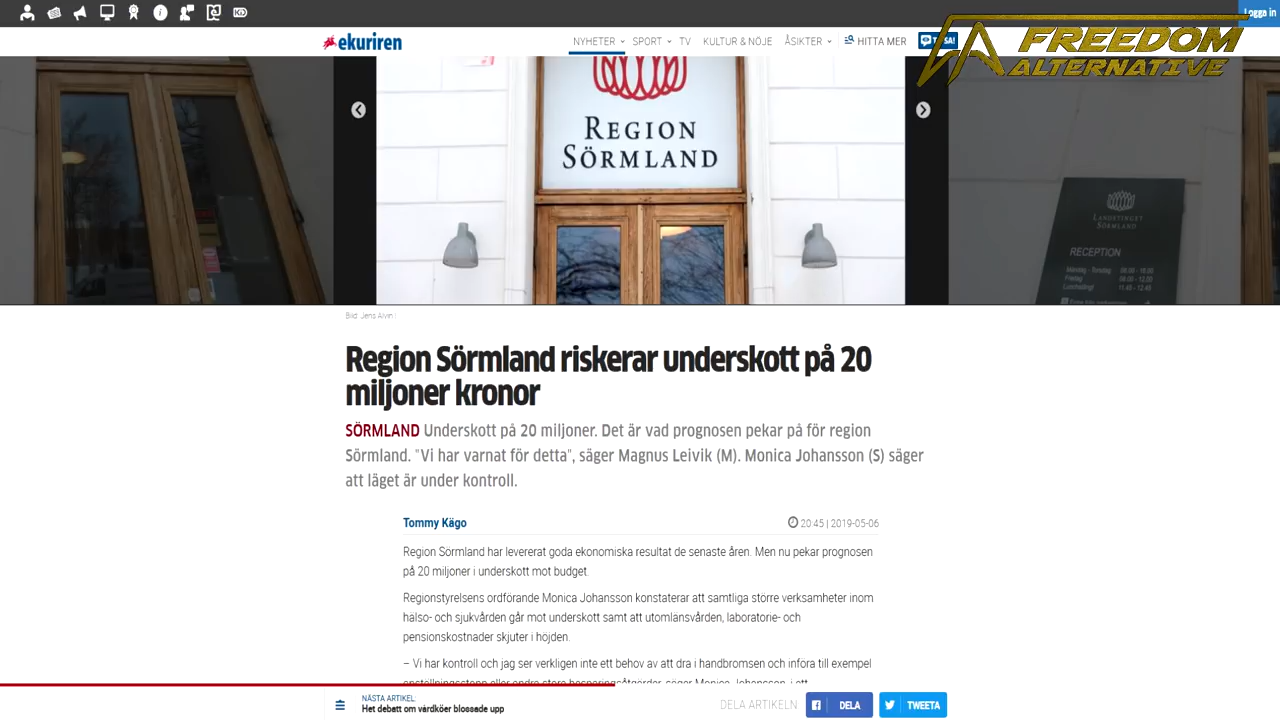 Logga in
ekuriren
NYHETER SPORT TV KULTUR & NÖJE ÅSIKTER HITTA MER
FREEDOM
ALTERNATIVE
REGION
SÖRMLAND
LANDSTINGET
SÖRMLAND
RECEPTION
Bild: Jens Alvin
Region Sörmland riskerar underskott på 20
miljoner kronor
SÖRMLAND Underskott på 20 miljoner. Det är vad prognosen pekar på för region
Sörmland. "Vi har varnat för detta", säger Magnus Leivik (M). Monica Johansson (S) säger
att läget är under kontroll.
Tommy Kägo
20:45 | 2019-05-06
Region Sörmland har levererat goda ekonomiska resultat de senaste åren. Men nu pekar prognosen
på 20 miljoner i underskott mot budget.
Regionstyrelsens ordförande Monica Johansson konstaterar att samtliga större verksamheter inom
hälso- och sjukvården går mot underskott samt att utomlänsvården, laboratorie- och
pensionskostnader skjuter i höjden.
– Vi har kontroll och jag ser verkligen inte ett behov av att dra i handbromsen och införa till exempel
NÄSTA ARTIKEL:
Het debatt om vårdköer blossade upp
DELA ARTIKELN
DELA
TWEETA